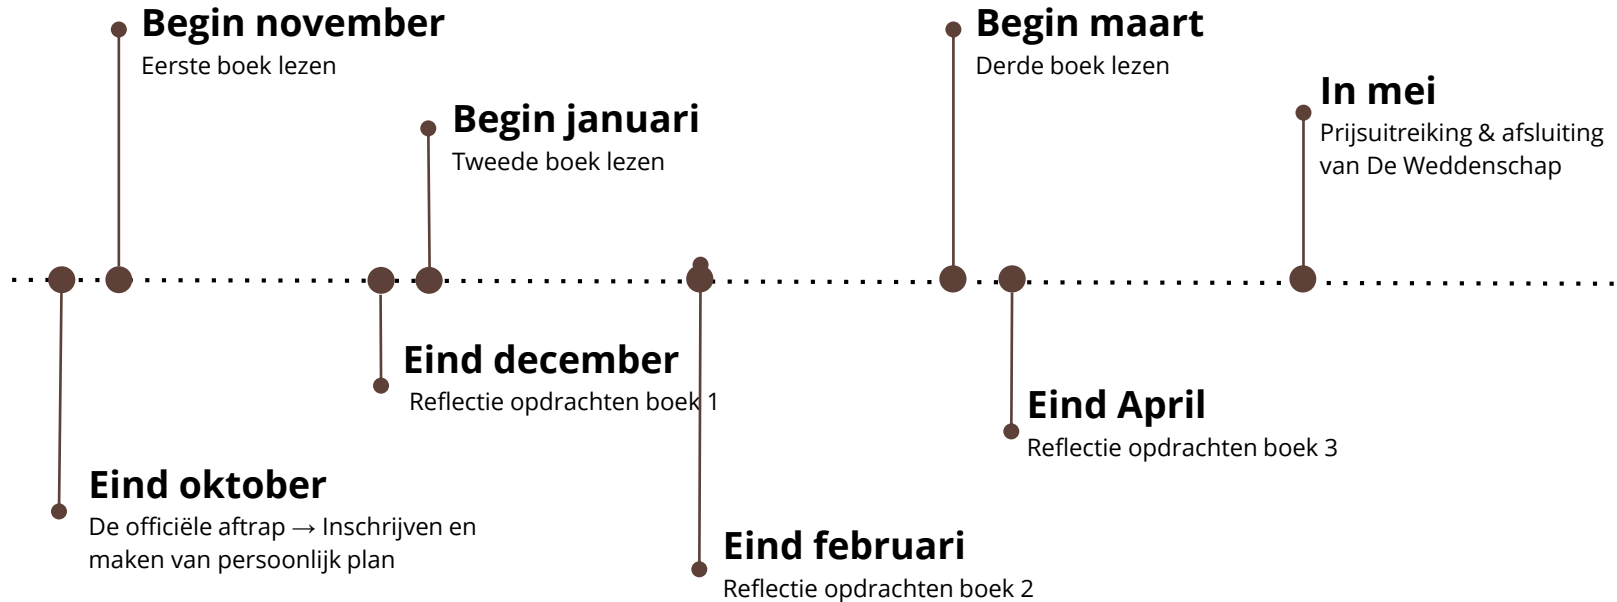 Begin november
Eerste boek lezen
Begin maart
Derde boek lezen
In mei
Prijsuitreiking & afsluiting
van De Weddenschap
Begin januari
Tweede boek lezen
Eind december
Reflectie opdrachten boek 1
Eind April
Reflectie opdrachten boek 3
Eind oktober
De officiële aftrap → Inschrijven en
maken van persoonlijk plan
Eind februari
Reflectie opdrachten boek 2